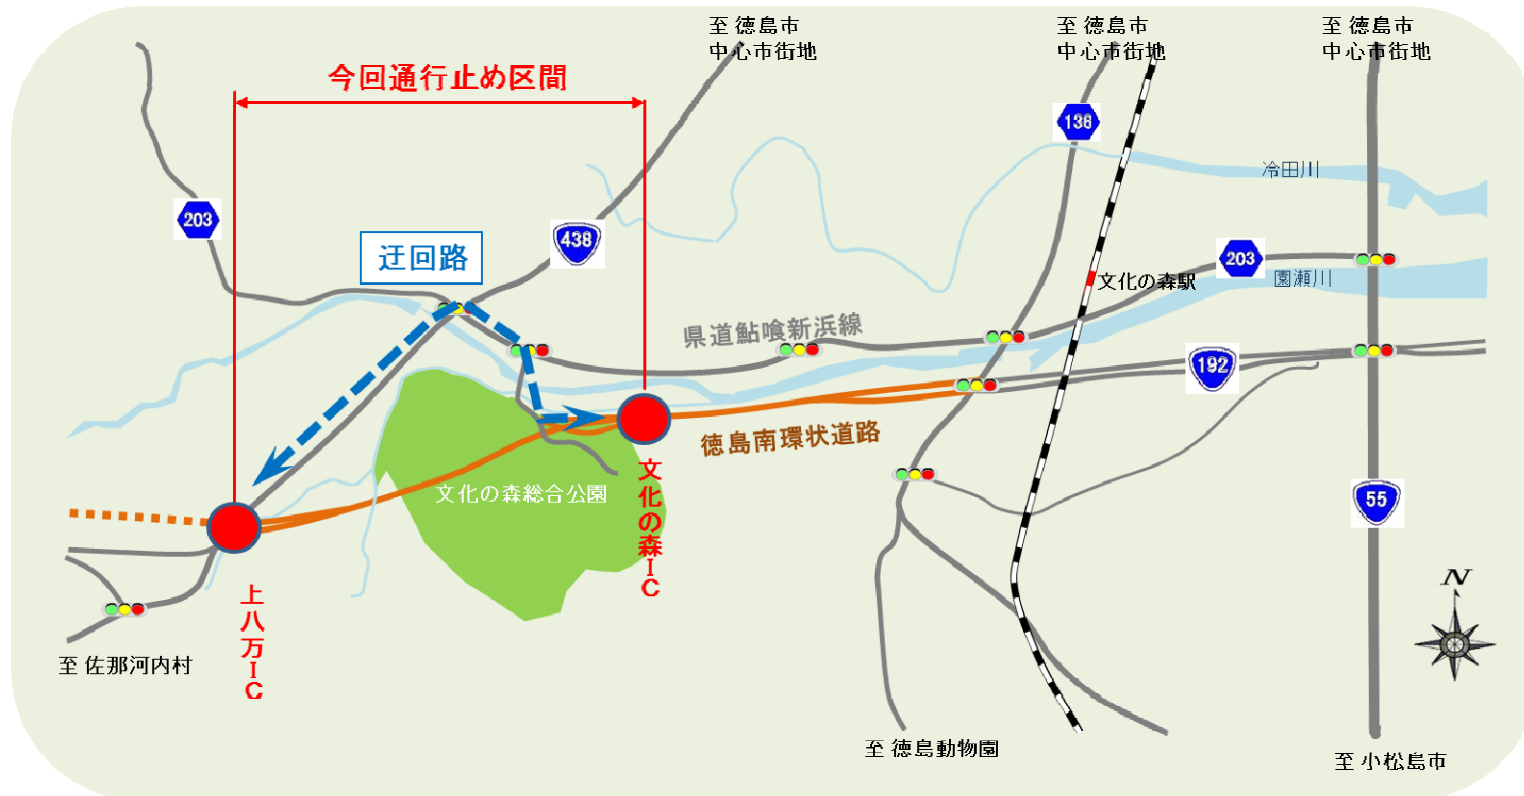 至 徳島市
中心市街地
至 徳島市
中心市街地
至 徳島市
中心市街地
今回通行止め区間
136
冷田川
203
迂回路
438
203
文化の森駅
園瀬川
県道鮎喰新浜線
192
徳島南環状道路
文化の森総合公園
文化の森IC
55
N
上八万IC
至 佐那河内村
至 徳島動物園
至 小松島市